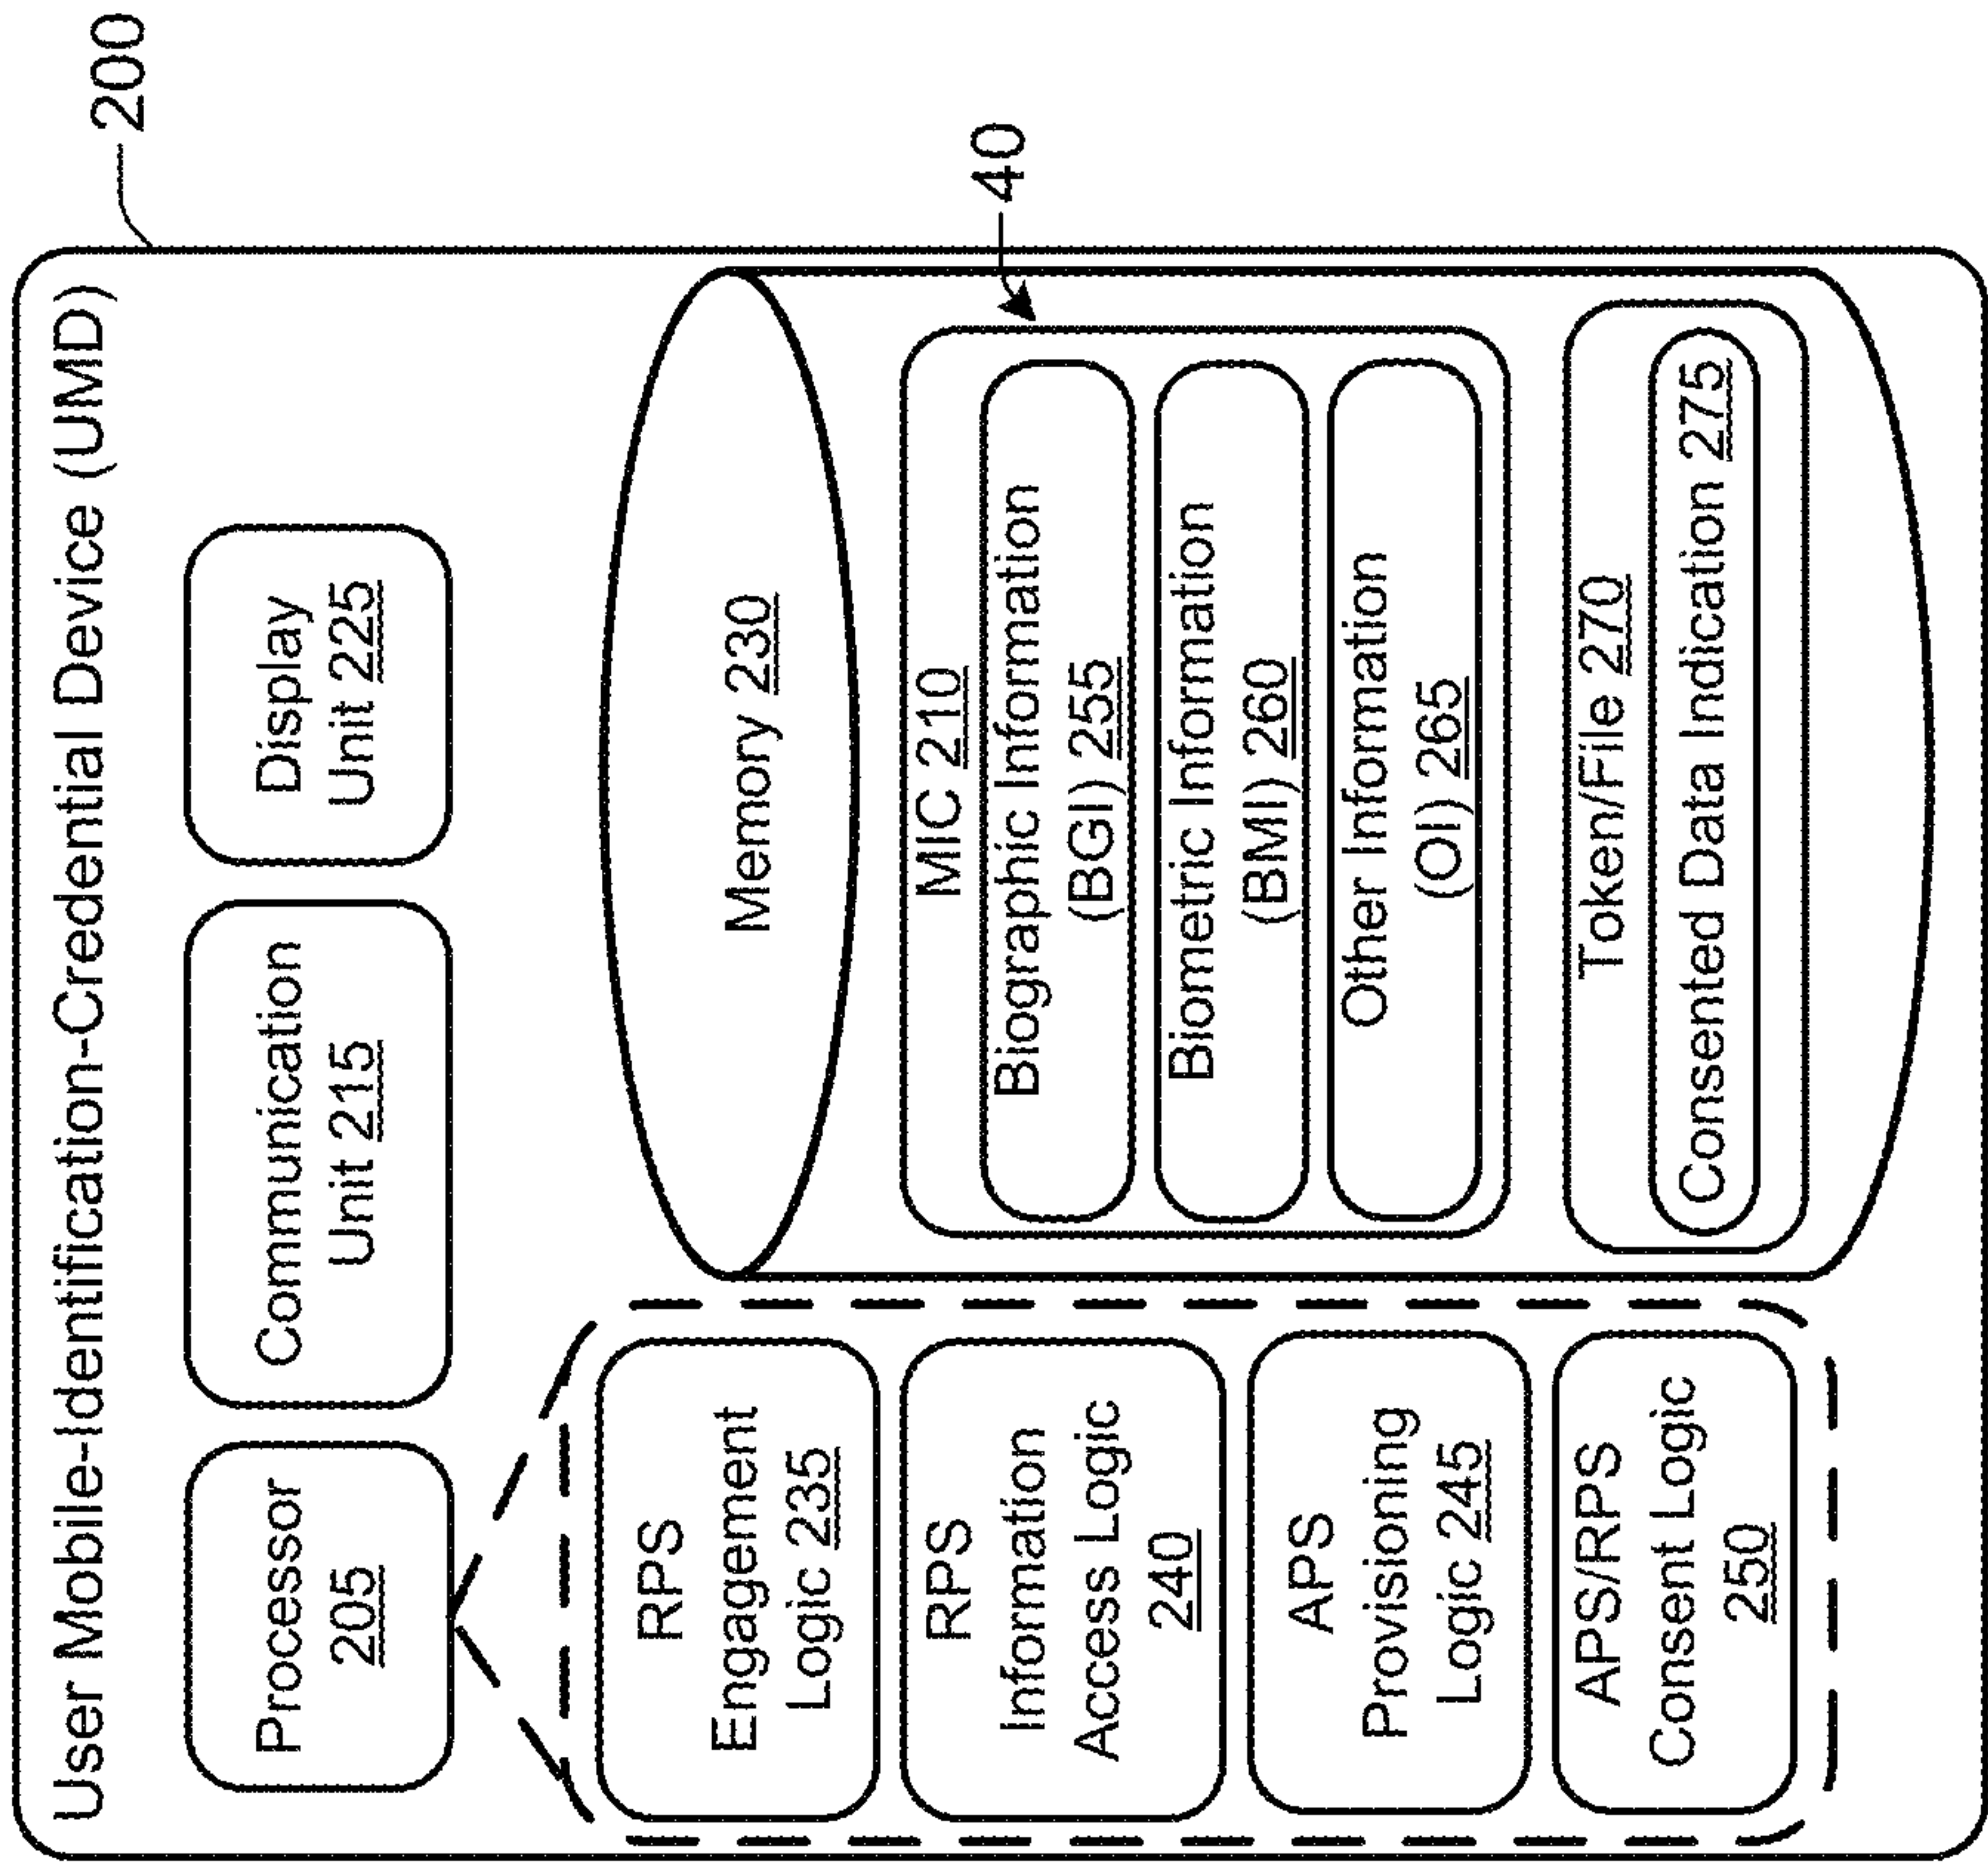 200
User Mobile-Identification-Credential Device (UMD)
Processor
205
Communication
Unit 215
Display
Unit 225
RPS
Engagement
Logic 235
RPS
Information
Access Logic
240
APS
Provisioning
Logic 245
APS/RPS
Consent Logic
250
Memory 230
40
MIC 210
Biographic Information
(BGI) 255
Biometric Information
(BMI) 260
Other Information
(OI) 265
Token/File 270
Consented Data Indication 275